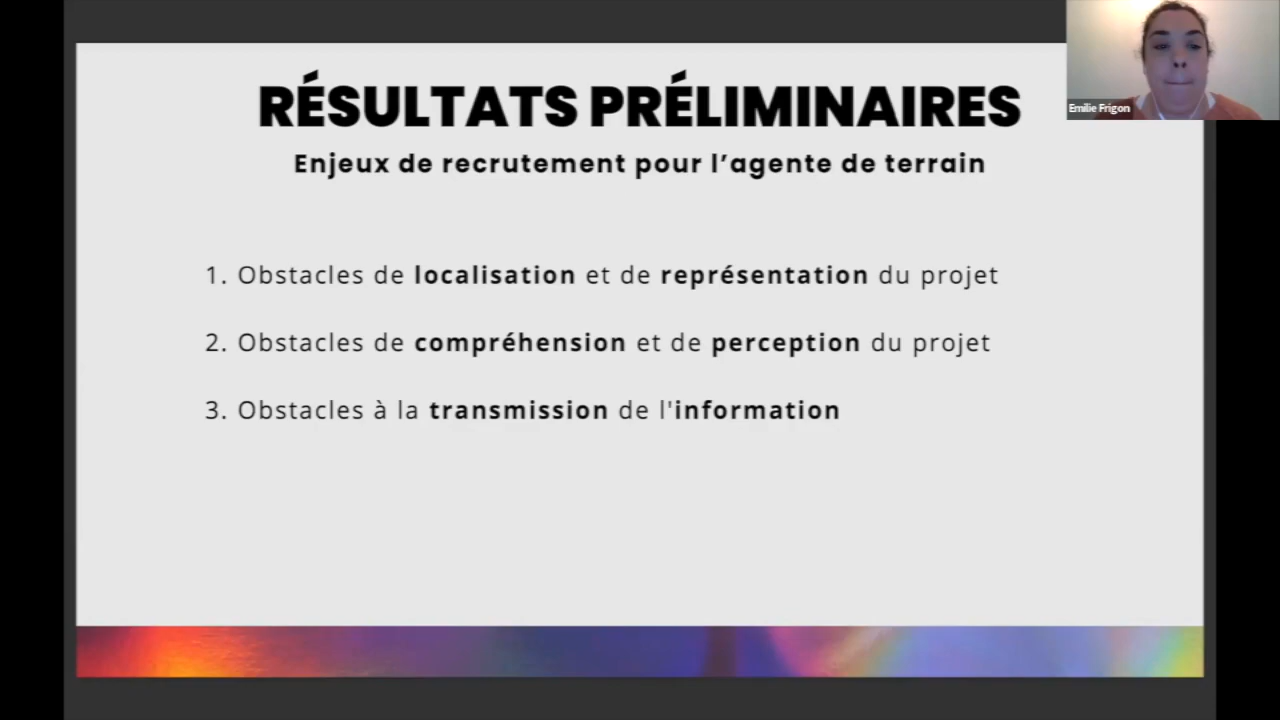 RÉSULTATS PRÉLIMINAIRES
Enjeux de recrutement pour l’agente de terrain
1. Obstacles de localisation et de représentation du projet
2. Obstacles de compréhension et de perception du projet
3. Obstacles à la transmission de l'information
Emilie Frigon